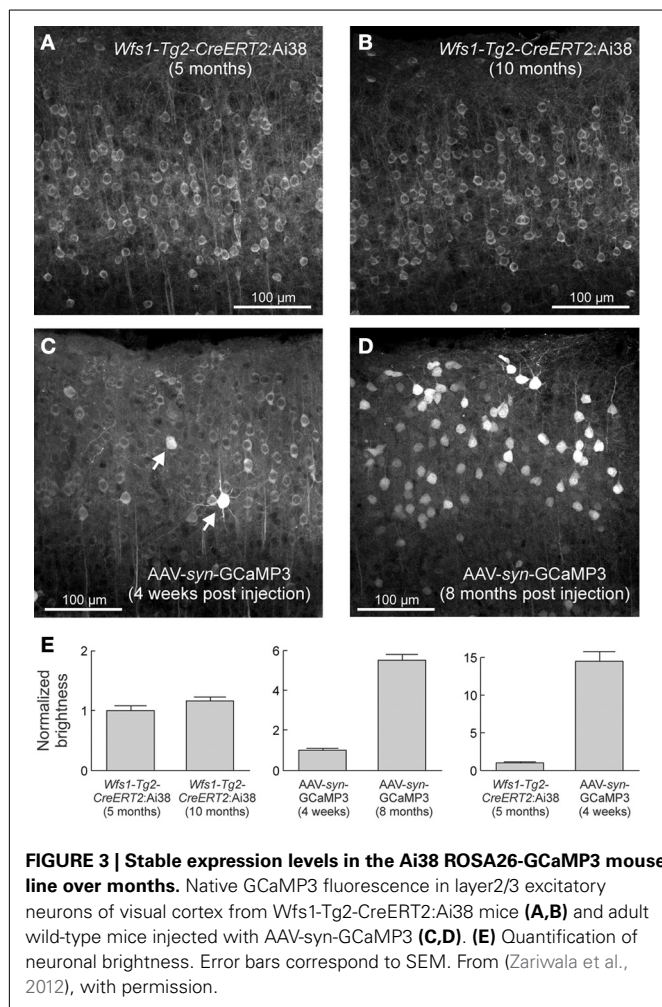 A
Wfs1-Tg2-CreERT2:Ai38
(5 months)
100 µm
B
Wfs1-Tg2-CreERT2:Ai38
(10 months)
100 µm
C
AAV-syn-GCaMP3
(4 weeks post injection)
100 µm
D
AAV-syn-GCaMP3
(8 months post injection)
100 µm
E
Normalized
brightness
2
1
0
Wfs1-Tg2-
CreERT2:Ai38
(5 months)
Wfs1-Tg2-
CreERT2:Ai38
(10 months)
6
4
2
0
AAV-syn-
GCaMP3
(4 weeks)
AAV-syn-
GCaMP3
(8 months)
15
10
5
0
Wfs1-Tg2-
CreERT2:Ai38
(5 months)
AAV-syn-
GCaMP3
(4 weeks)
FIGURE 3 | Stable expression levels in the Ai38 ROSA26-GCaMP3 mouse
line over months. Native GCaMP3 fluorescence in layer2/3 excitatory
neurons of visual cortex from Wfs1-Tg2-CreERT2:Ai38 mice (A,B) and adult
wild-type mice injected with AAV-syn-GCaMP3 (C,D). (E) Quantification of
neuronal brightness. Error bars correspond to SEM. From (Zariwala et al.,
2012), with permission.